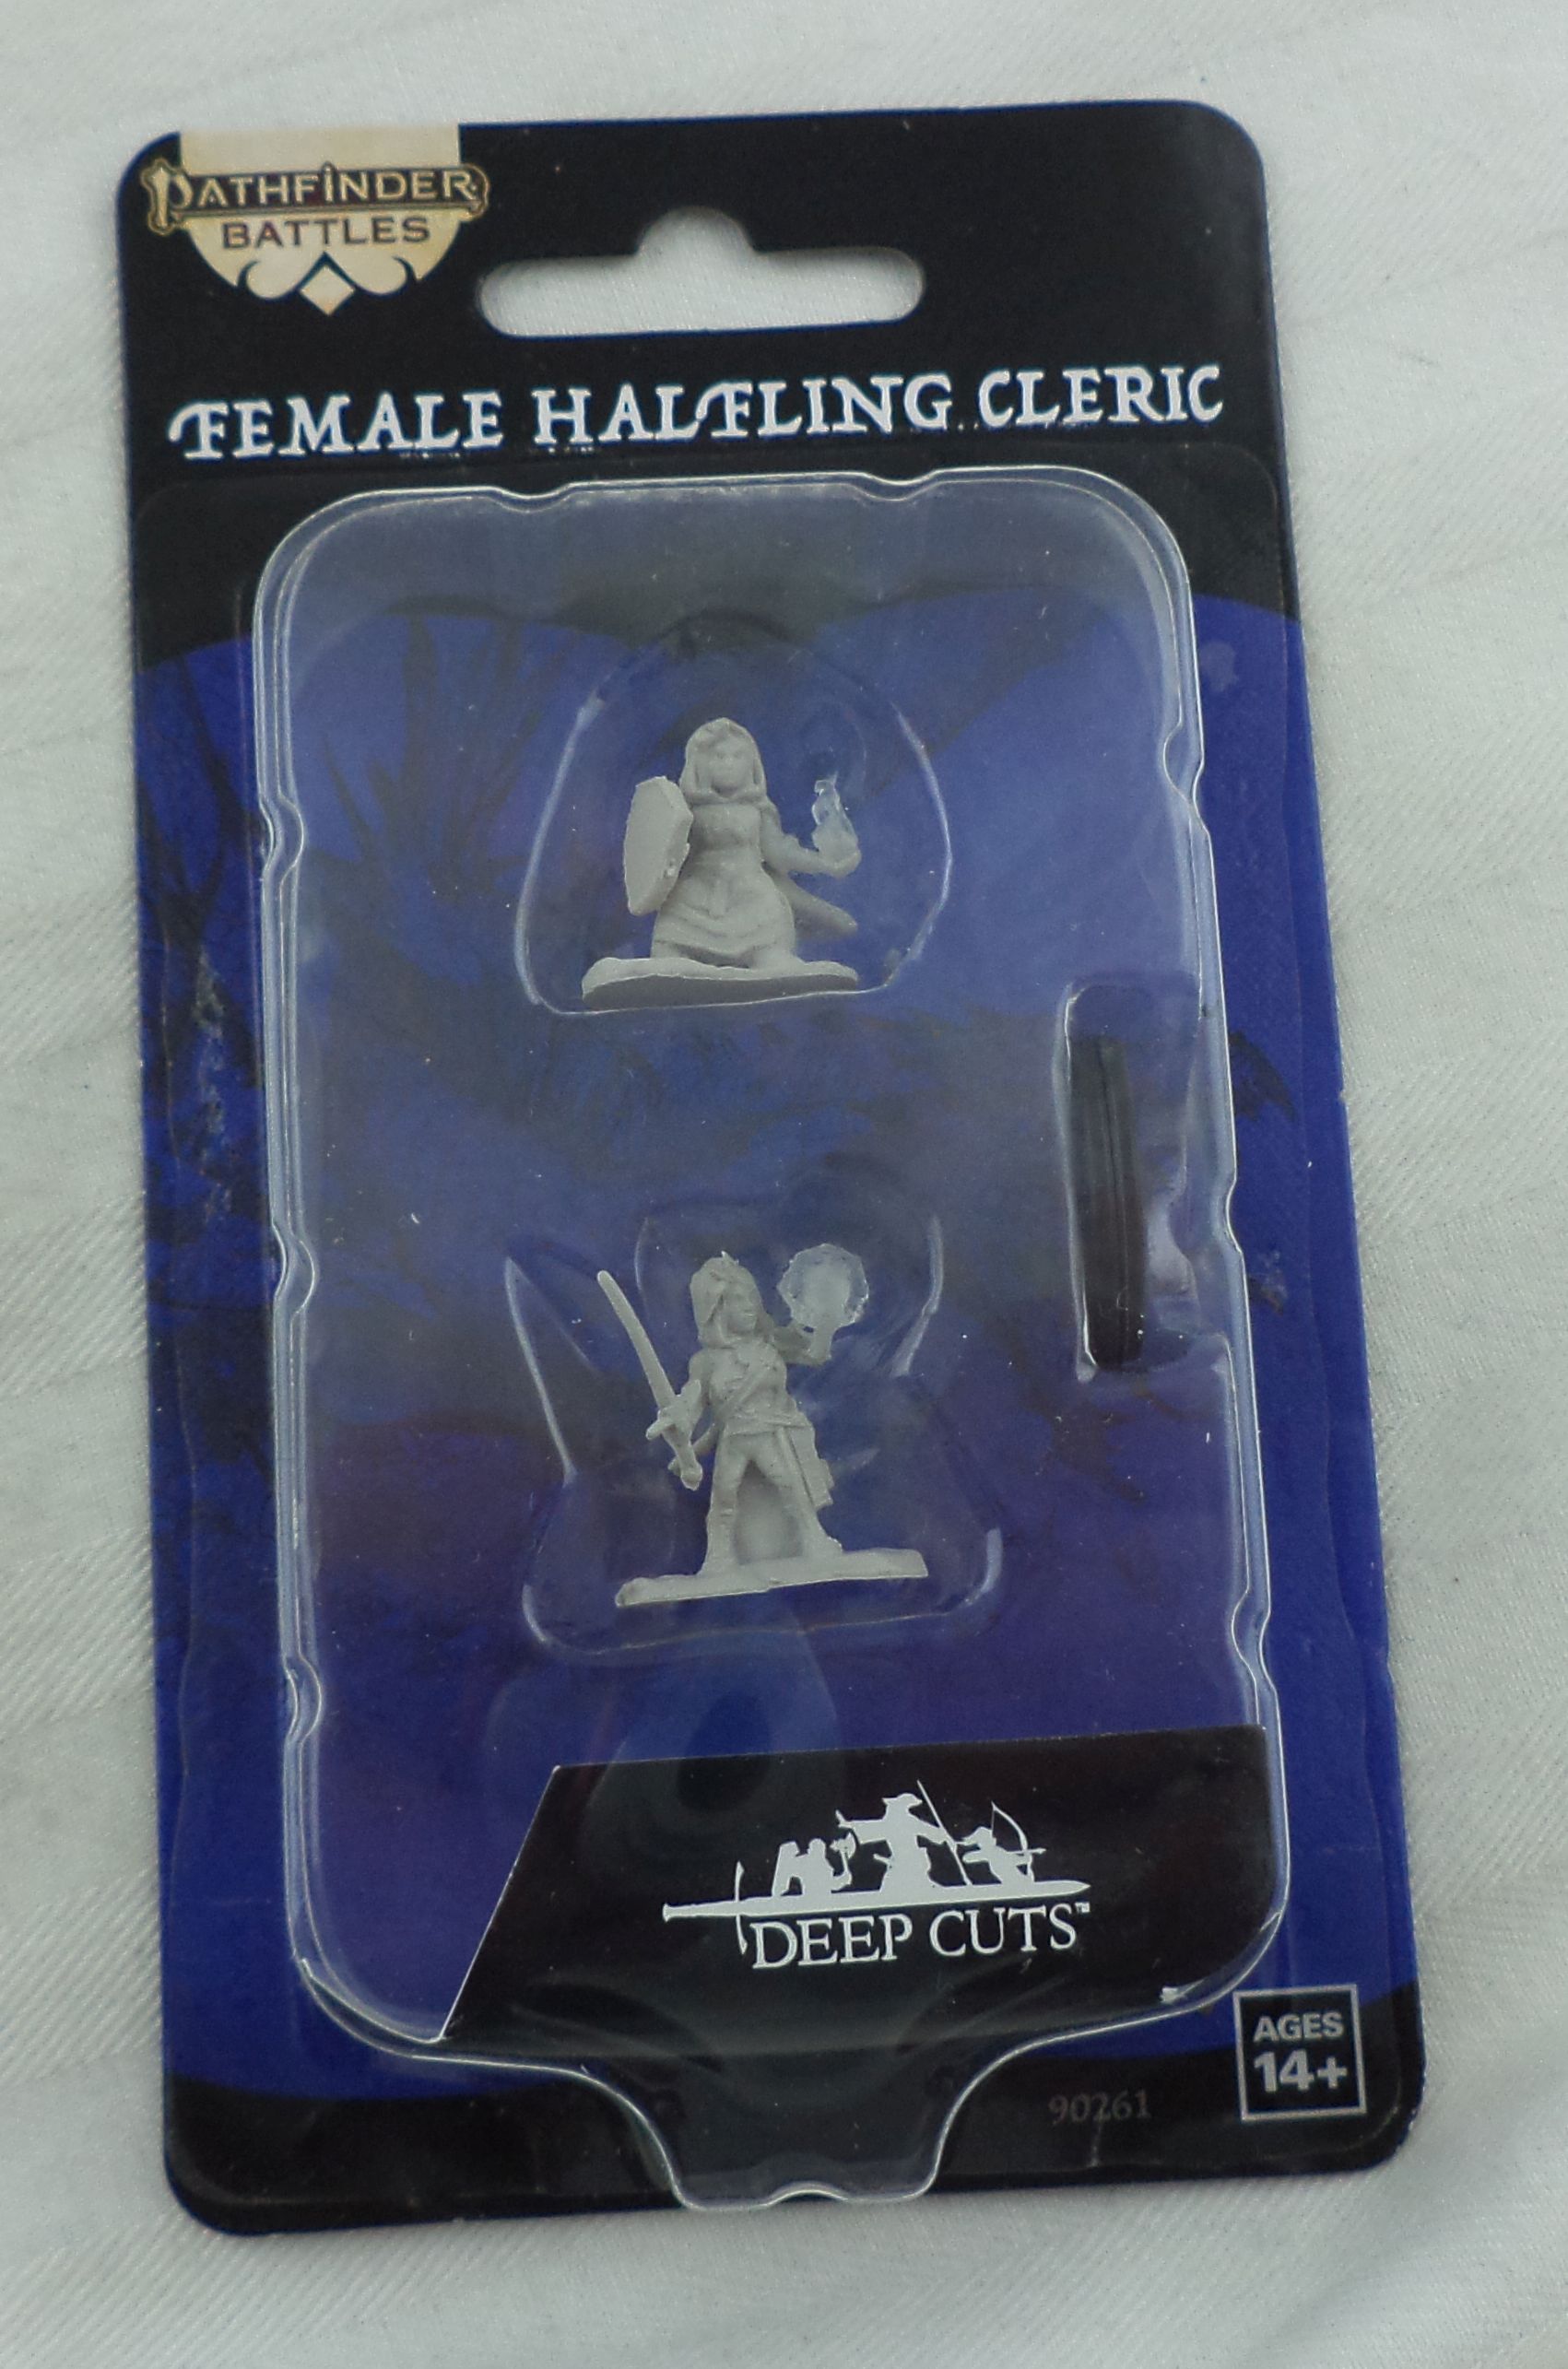 PATHFINDER
BATTLES
FEMALE HALFLING CLERIC
DEEP CUTS™
AGES
14+
90261